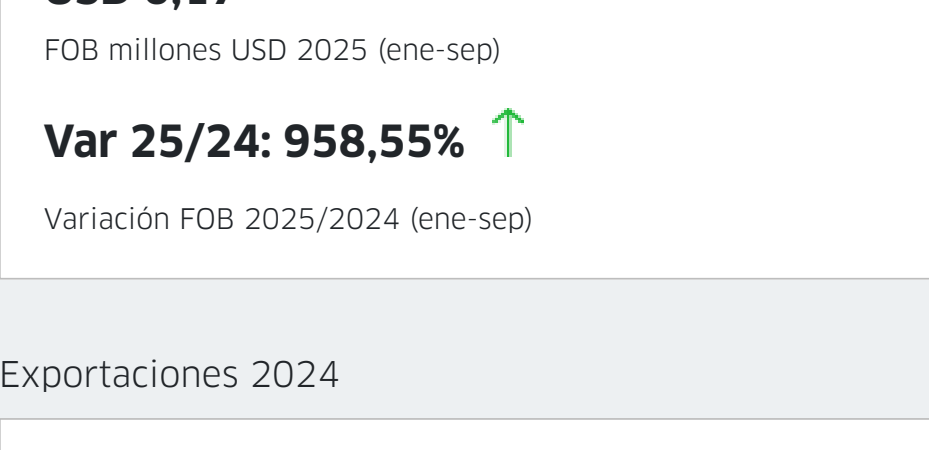 FOB millones USD 2025 (ene-sep)
Var 25/24: 958,55%
Variación FOB 2025/2024 (ene-sep)
Exportaciones 2024